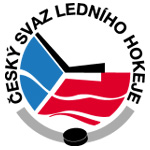 ČESKÝ SVAZ LEDNÍHO HOKEJE